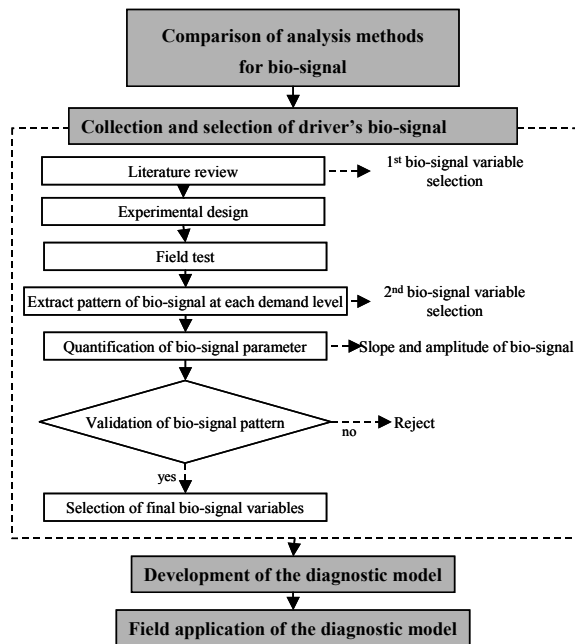 Comparison of analysis methods
for bio-signal
Collection and selection of driver's bio-signal
Literature review
1st bio-signal variable
selection
Experimental design
Field test
Extract pattern of bio-signal at each demand level
2nd bio-signal variable
selection
Quantification of bio-signal parameter
Slope and amplitude of bio-signal
Validation of bio-signal pattern
no
Reject
yes
Selection of final bio-signal variables
Development of the diagnostic model
Field application of the diagnostic model